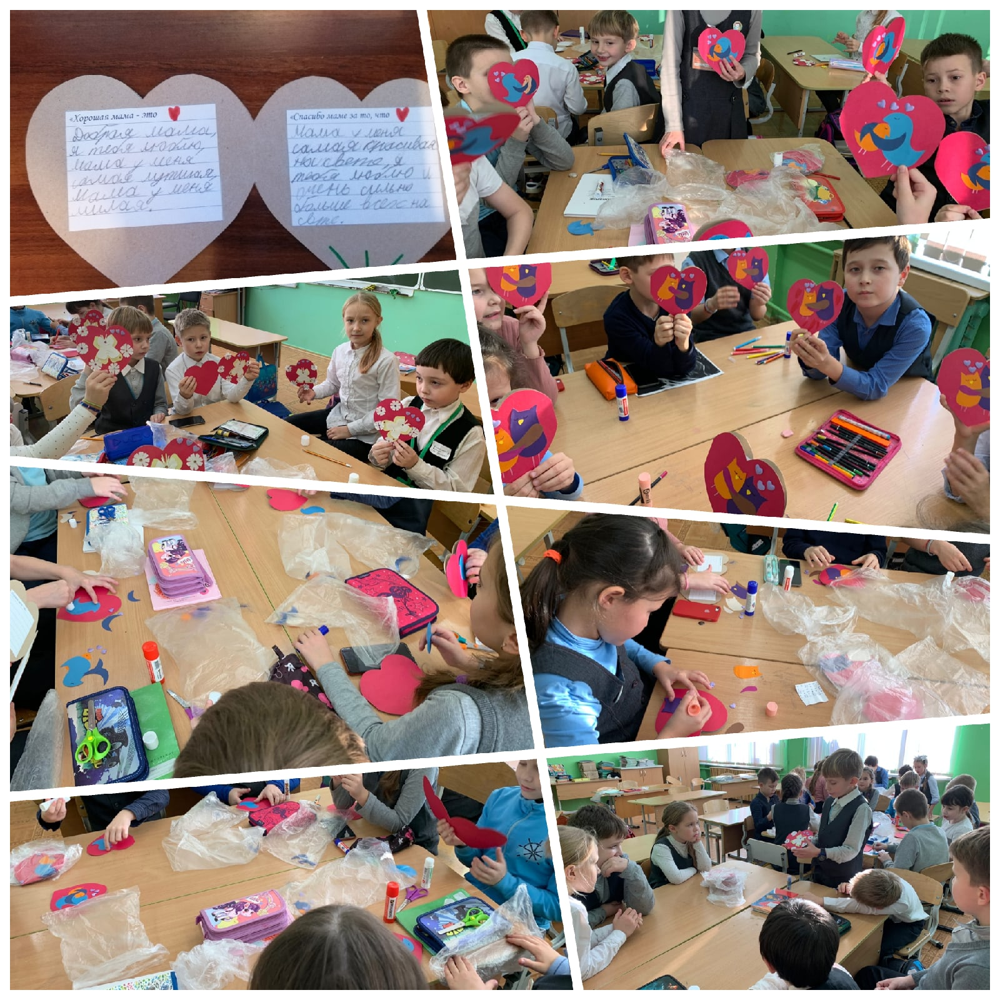 «Хорошая мама - это
Добрая мама,
я тебя люблю,
мама у меня
самая лутшая,
мама у меня
милая.
«Спасибо маме за то, что
Мама у меня
самая красивая
на свете, я
тебя люблю и
очень сильно
больше всего на
свте.